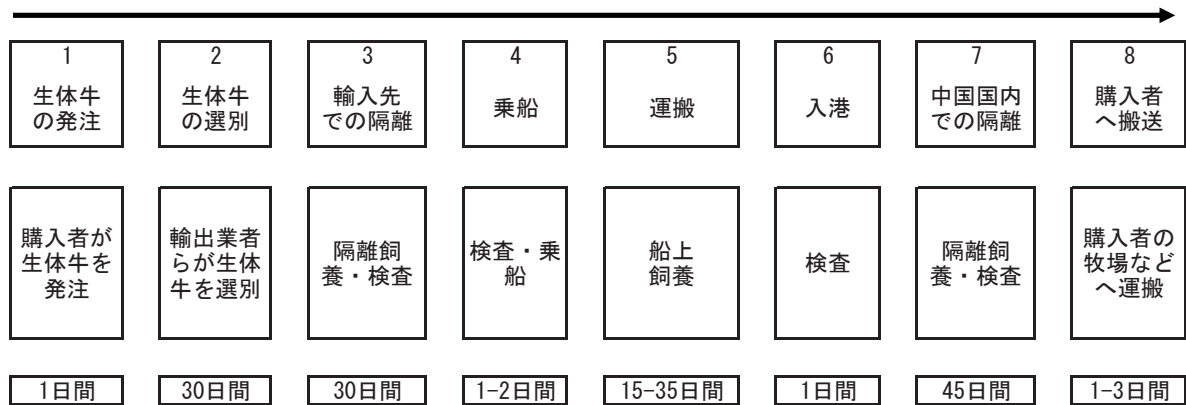 1
生体牛
の発注
2
生体牛
の選別
3
輸入先
での隔離
4
乗船
5
運搬
6
入港
7
中国国内
での隔離
8
購入者
へ搬送
購入者が
生体牛を
発注
輸出業者
らが生体
牛を選別
隔離飼
養・検査
検査・乗
船
船上
飼養
検査
隔離飼
養・検査
購入者の
牧場など
へ運搬
1日間
30日間
30日間
1-2日間
15-35日間
1日間
45日間
1-3日間